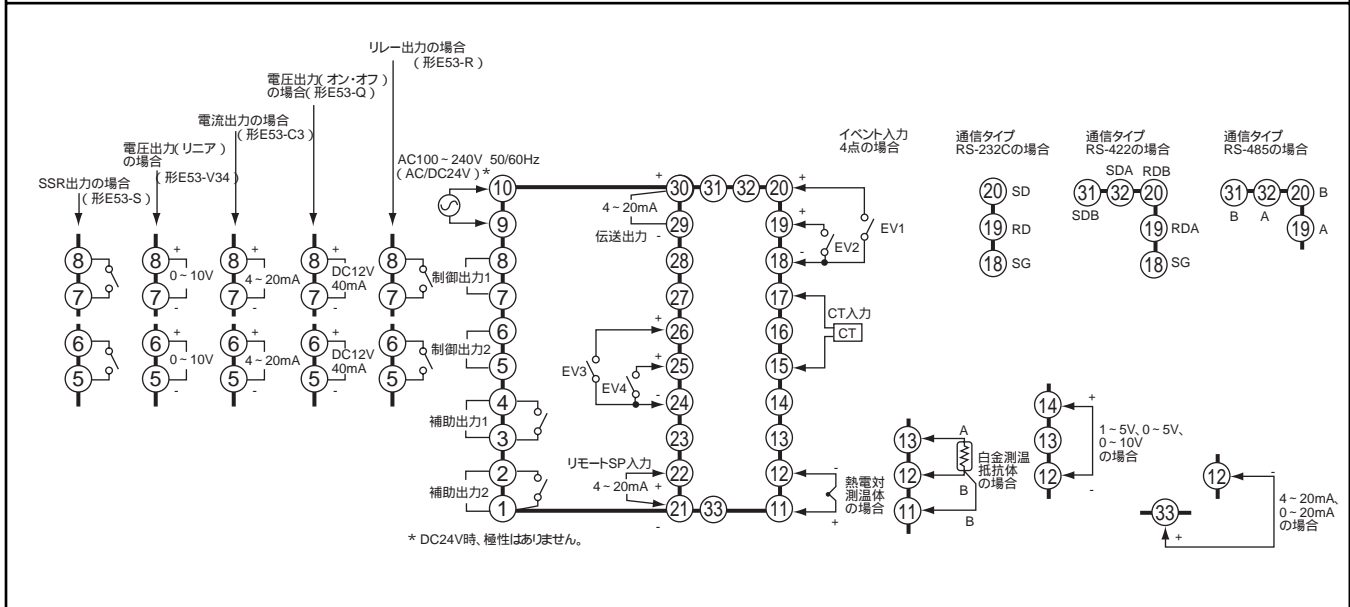 リレー出力の場合
(形E53-R)
電圧出力(オン・オフ)
の場合(形E53-Q)
電流出力の場合
(形E53-C3)
電圧出力(リニア)
の場合
(形E53-V34)
SSR出力の場合
(形E53-S)
8
7
6
5
8
7
6
5
+
0~10V
-
+
0~10V
-
8
7
6
5
+
4~20mA
-
+
4~20mA
-
8
7
6
5
+
DC12V
40mA
-
+
DC12V
40mA
-
8
7
6
5
AC100~240V 50/60Hz
(AC/DC24V)*
10
9
8
7
6
5
4
3
2
1
制御出力1
制御出力2
補助出力1
補助出力2
* DC24V時、極性はありません。
+
4~20mA
伝送出力
-
30 31 32 20
29
28
27
26
25
24
23
22
21 33 11
+
+
-
EV3
EV4
リモートSP入力
4~20mA
+
-
19
18
17
16
15
14
13
12
イベント入力
4点の場合
+
+
-
EV1
EV2
CT入力
CT
-
熱電対
測温体
の場合
+
13
12
11
A
B
B
白金測温
抵抗体
の場合
14
13
12
+
1~5V、0~5V、
0~10V
の場合
-
12
-
33
+
4~20mA、
0~20mA
の場合
通信タイプ
RS-232Cの場合
20 SD
19 RD
18 SG
通信タイプ
RS-422の場合
SDA RDB
31 32 20
SDB
19 RDA
18 SG
通信タイプ
RS-485の場合
31 32 20 B
B A
19 A